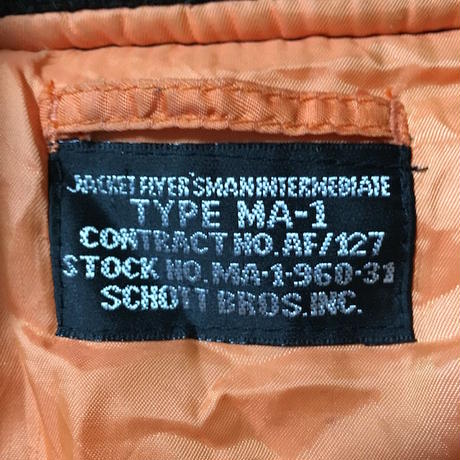 JACKET FLYER'S MAN INTERMEDIATE
TYPE MA-1
CONTRACT NO. AF/127
STOCK NO. MA-1-960-31
SCHOTT BROS. INC.